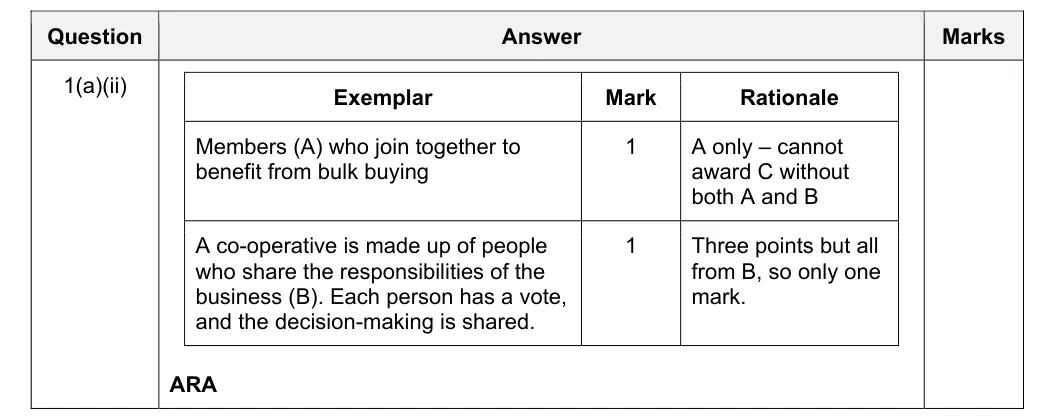 Question Answer Marks
1(a)(ii)
Exemplar Mark Rationale
Members (A) who join together to 1 A only – cannot
benefit from bulk buying award C without
both A and B
A co-operative is made up of people 1 Three points but all
who share the responsibilities of the from B, so only one
business (B). Each person has a vote, mark.
and the decision-making is shared.
ARA